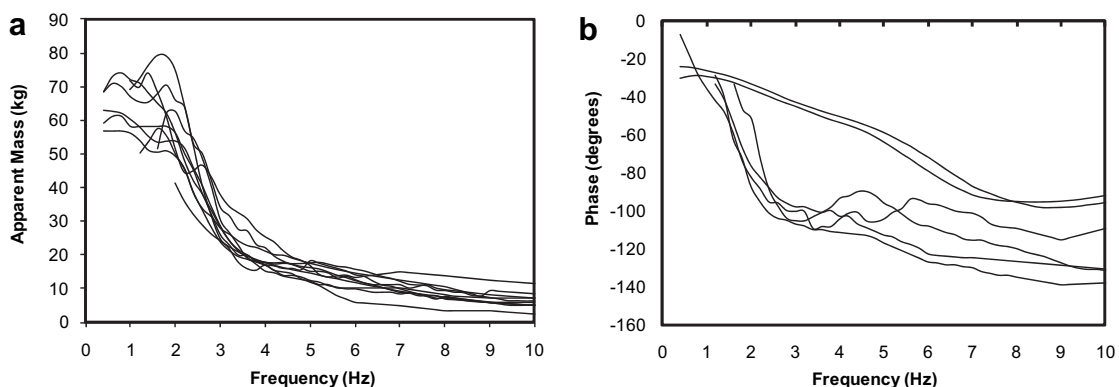 a
90
80
70
60
50
40
30
20
10
0
Apparent Mass (kg)
0 1 2 3 4 5 6 7 8 9 10
Frequency (Hz)
b
0
-20
-40
-60
-80
-100
-120
-140
-160
Phase (degrees)
0 1 2 3 4 5 6 7 8 9 10
Frequency (Hz)